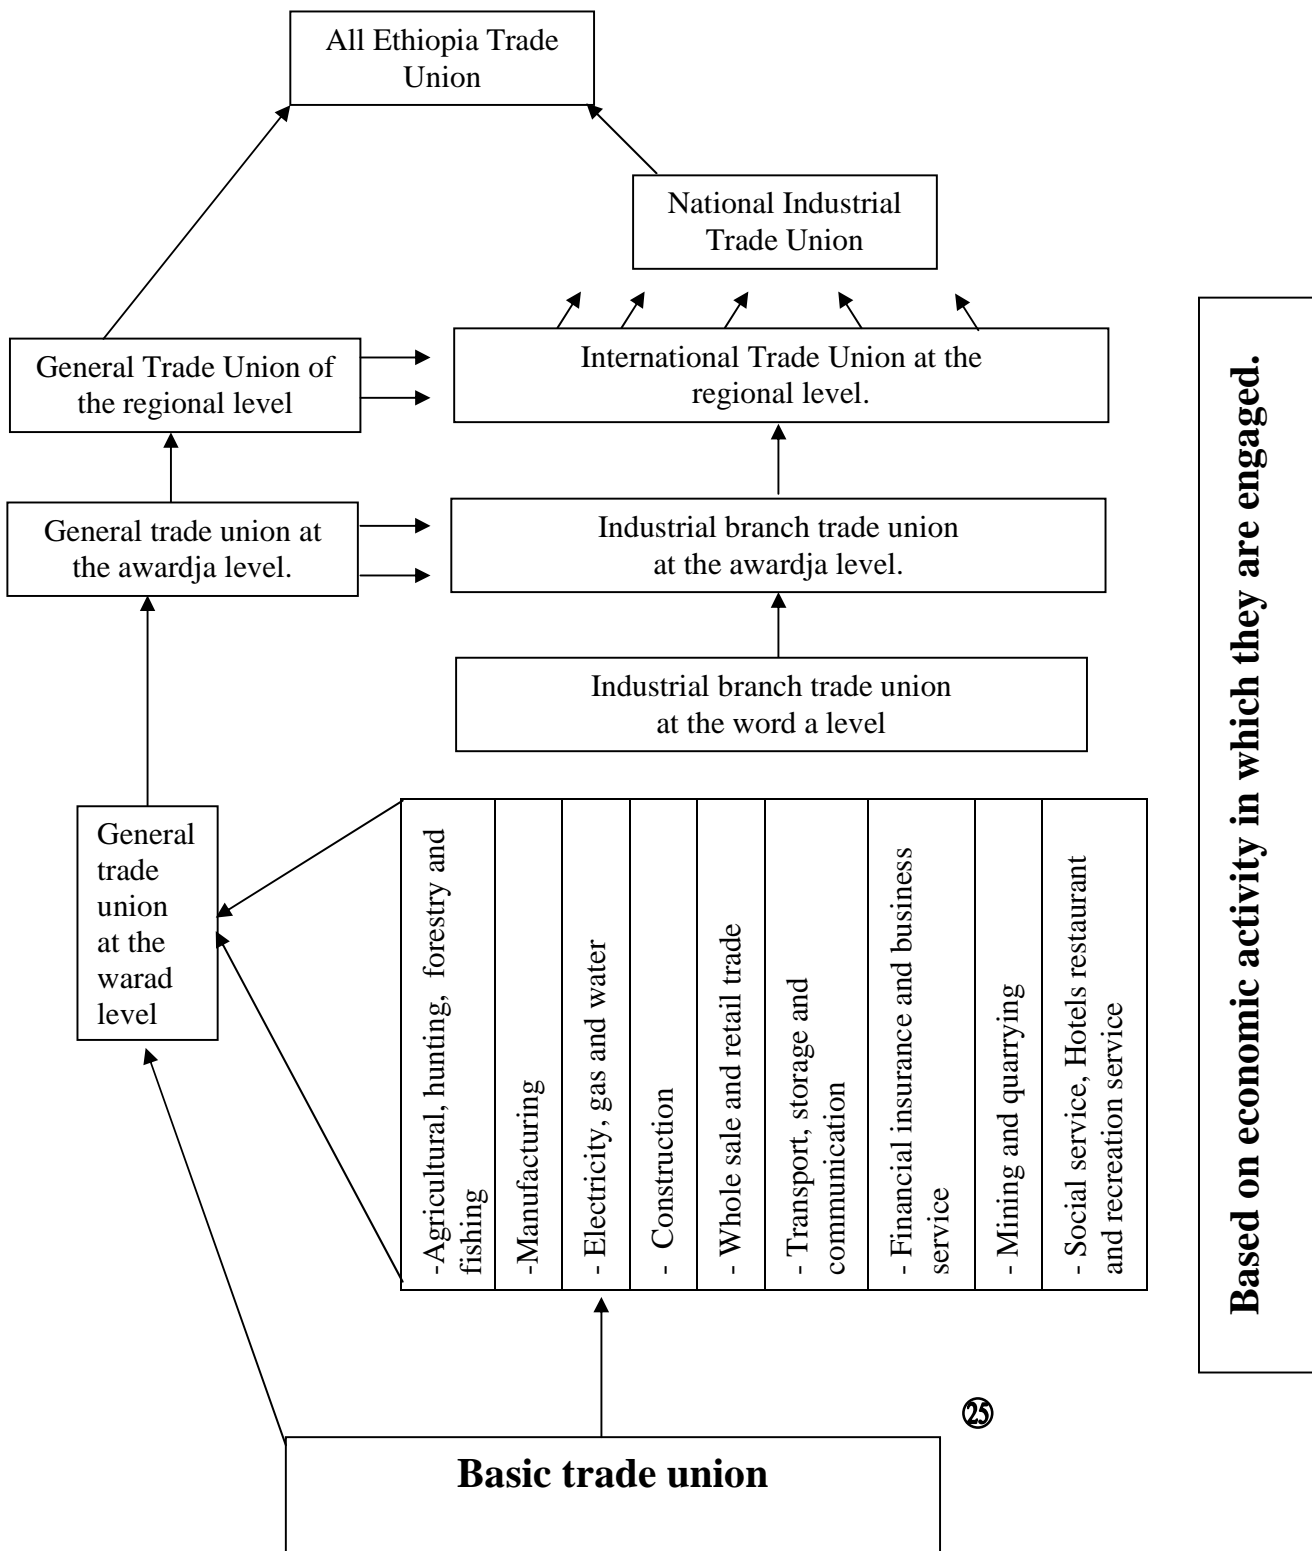 All Ethiopia Trade
Union
National Industrial
Trade Union
General Trade Union of
the regional level
International Trade Union at the
regional level.
General trade union at
the awardja level.
Industrial branch trade union
at the awardja level.
Industrial branch trade union
at the word a level
General
trade
union
at the
warad
level
-Agricultural, hunting, forestry and
fishing
-Manufacturing
- Electricity, gas and water
- Construction
- Whole sale and retail trade
- Transport, storage and
communication
- Financial insurance and business
service
- Mining and quarrying
- Social service, Hotels restaurant
and recreation service
Based on economic activity in which they are engaged.
㉕
Basic trade union